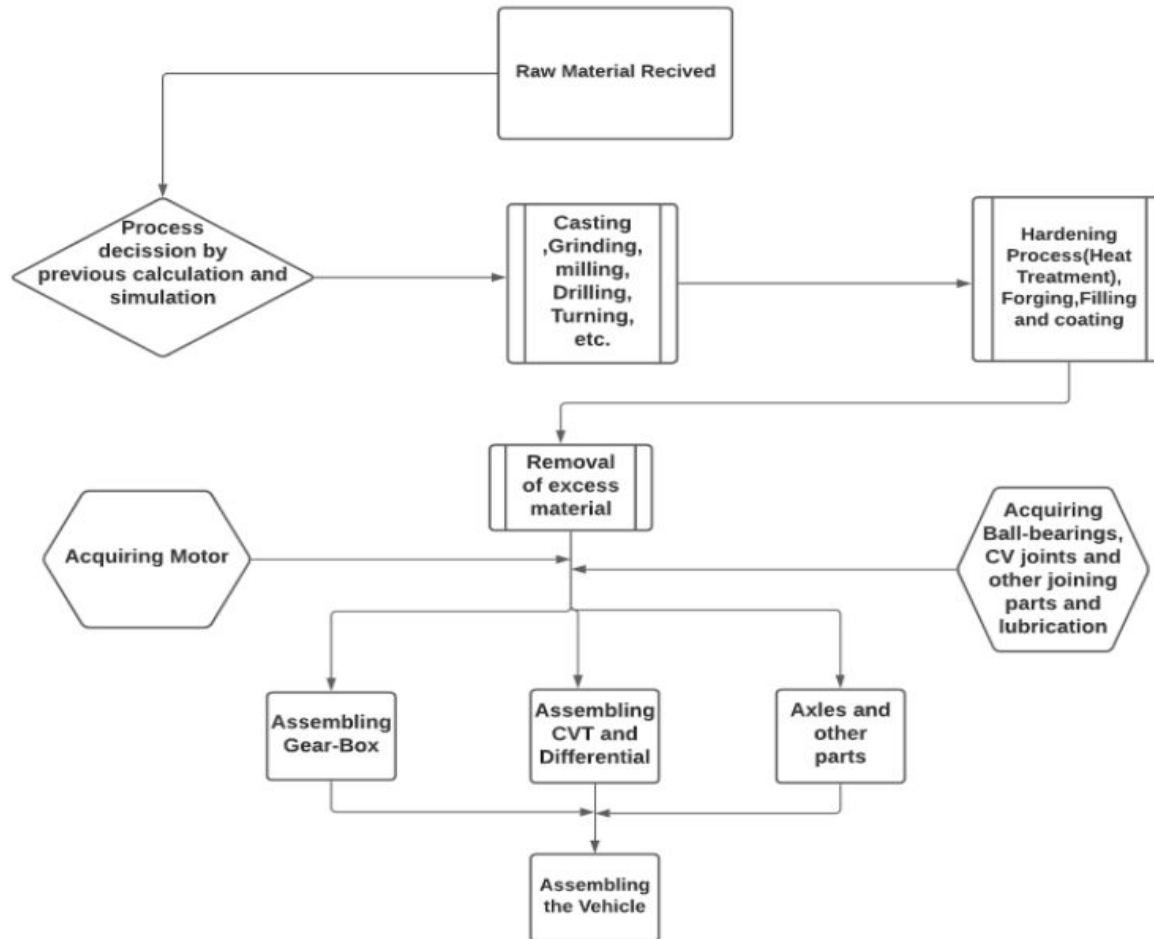 Raw Material Recived
Process
decission by
previous calculation and
simulation
Casting
,Grinding,
milling,
Drilling,
Turning,
etc.
Hardening
Process(Heat
Treatment),
Forging,Filling
and coating
Removal
of excess
material
Acquiring Motor
Acquiring
Ball-bearings,
CV joints and
other joining
parts and
lubrication
Assembling
Gear-Box
Assembling
CVT and
Differential
Axles and
other
parts
Assembling
the Vehicle